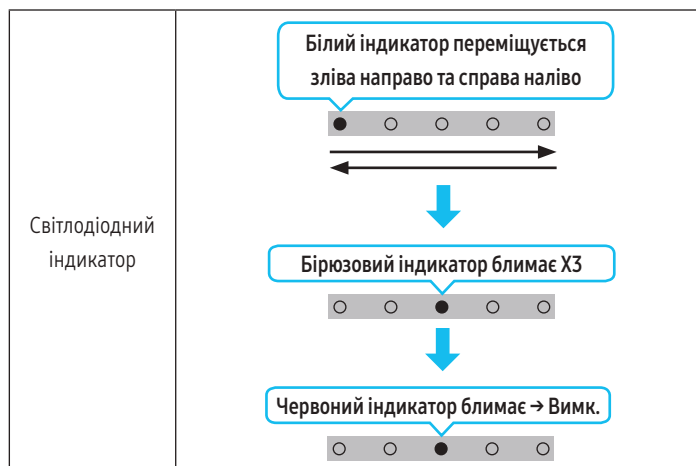 Білий індикатор переміщується
зліва направо та справа наліво
Світлодіодний
індикатор
Бірюзовий індикатор блимає X3
Червоний індикатор блимає → Вимк.